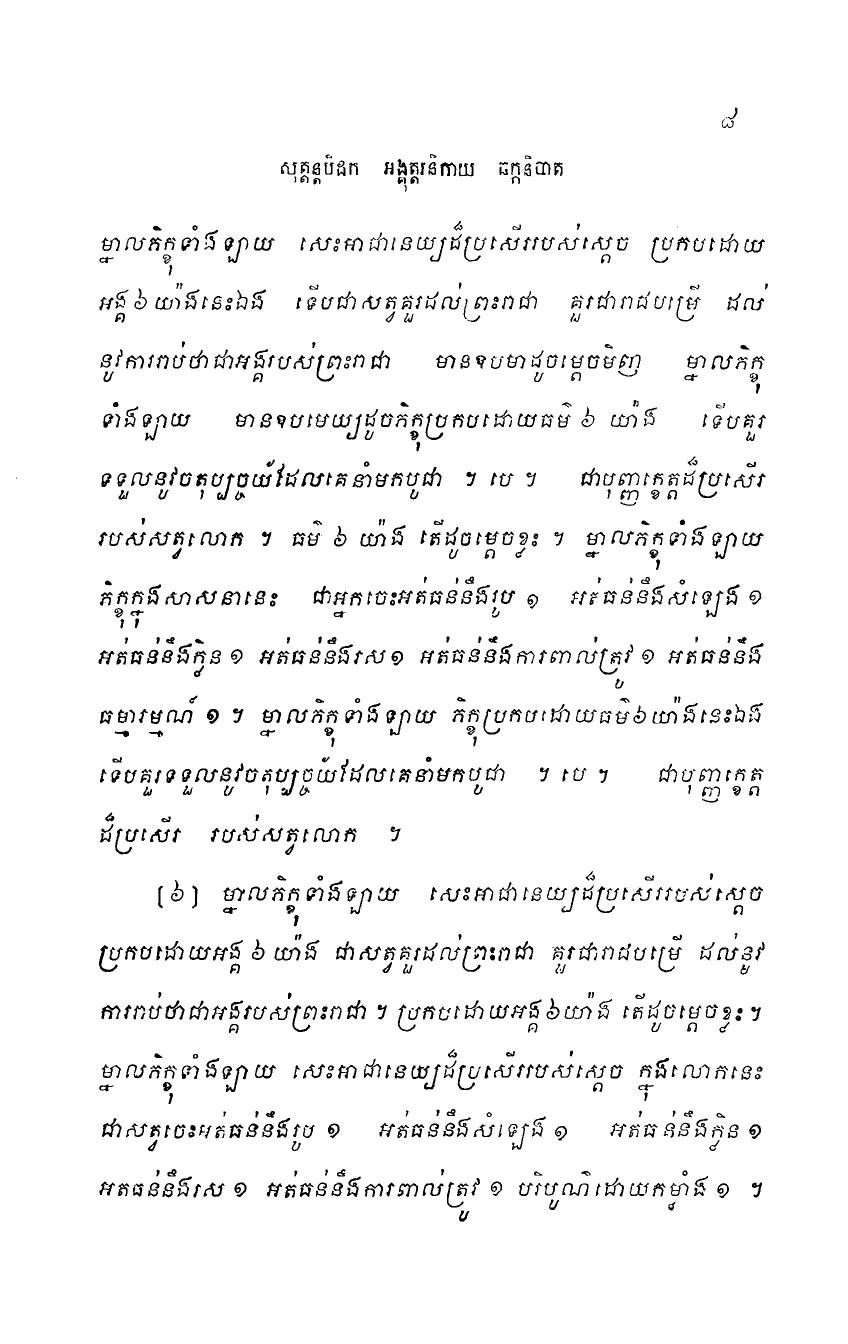 ៨
សុត្តន្តបិដក អង្គុត្តរនិកាយ ឆក្កនិបាត
ម្នាលភិក្ខុទាំងឡាយ សេះអាជានេយ្យដ៏ប្រសើររបស់ស្តេច ប្រកបដោយ
អង្គ ៦ យ៉ាងនេះឯង ទើបជាសត្វគួរដល់ព្រះរាជា គួរជារាជបម្រើ ដល់
នូវការរាប់ថាជាអង្គរបស់ព្រះរាជា មានឧបមាដូចម្តេចមិញ ម្នាលភិក្ខុ
ទាំងឡាយ មានឧបមេយ្យដូចភិក្ខុប្រកបដោយធម៌ ៦ យ៉ាង ទើបគួរ
ទទួលនូវចតុប្បច្ចយ័ដែលគេនាំមកបូជា ។ បេ ។ ជាបុញ្ញក្ខេត្តដ៏ប្រសើរ
របស់សត្វលោក ។ ធម៌ ៦ យ៉ាង តើដូចម្តេចខ្លះ ។ ម្នាលភិក្ខុទាំងឡាយ
ភិក្ខុក្នុងសាសនានេះ ជាអ្នកចេះអត់ធន់នឹងរូប ១ អត់ធន់នឹងសំឡេង ១
អត់ធន់នឹងក្លិន ១ អត់ធន់នឹងរស ១ អត់ធន់នឹងការពាល់ត្រូវ ១ អត់ធន់នឹង
ធម្មារម្មណ៍ ១ ។ ម្នាលភិក្ខុទាំងឡាយ ភិក្ខុប្រកបដោយធម៌ ៦ យ៉ាងនេះឯង
ទើបគួរទទួលនូវចតុប្បច្ចយ័ដែលគេនាំមកបូជា ។ បេ ។ ជាបុញ្ញក្ខេត្ត
ដ៏ប្រសើរ របស់សត្វលោក ។
[៦] ម្នាលភិក្ខុទាំងឡាយ សេះអាជានេយ្យដ៏ប្រសើររបស់ស្តេច
ប្រកបដោយអង្គ ៦ យ៉ាង ជាសត្វគួរដល់ព្រះរាជា គួរជារាជបម្រើ ដល់នូវ
ការរាប់ថាជាអង្គរបស់ព្រះរាជា ។ ប្រកបដោយអង្គ ៦ យ៉ាង តើដូចម្តេចខ្លះ ។
ម្នាលភិក្ខុទាំងឡាយ សេះអាជានេយ្យដ៏ប្រសើររបស់ស្តេច ក្នុងលោកនេះ
ជាសត្វចេះអត់ធន់នឹងរូប ១ អត់ធន់នឹងសំឡេង ១ អត់ធន់នឹងក្លិន ១
អតធន់នឹងរស ១ អត់ធន់នឹងការពាល់ត្រូវ ១ បរិបូណ៌ដោយកម្លាំង ១ ។